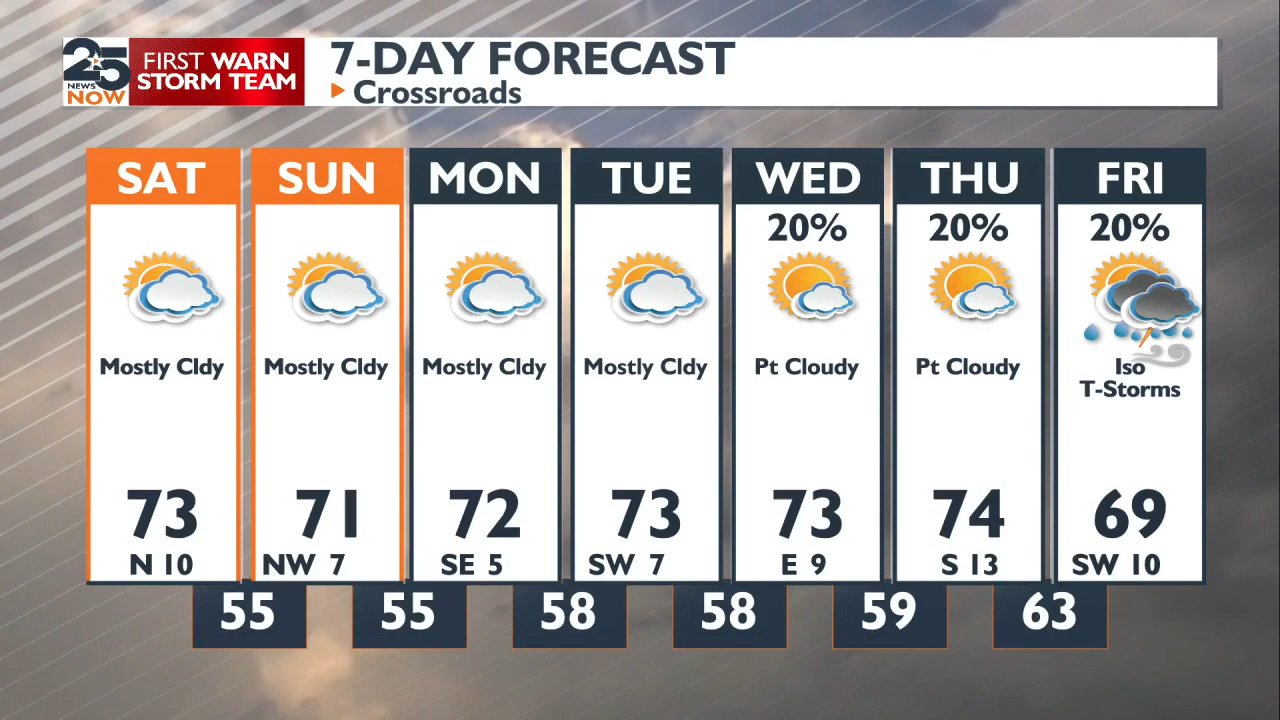 25
NEWS
NOW
FIRST WARN
STORM TEAM
7-DAY FORECAST
Crossroads
SAT
Mostly Cldy
73
N 10
SUN
Mostly Cldy
71
NW 7
MON
Mostly Cldy
72
SE 5
TUE
Mostly Cldy
73
SW 7
WED
20%
Pt Cloudy
73
E 9
THU
20%
Pt Cloudy
74
S 13
FRI
20%
Iso
T-Storms
69
SW 10
55
55
58
58
59
63